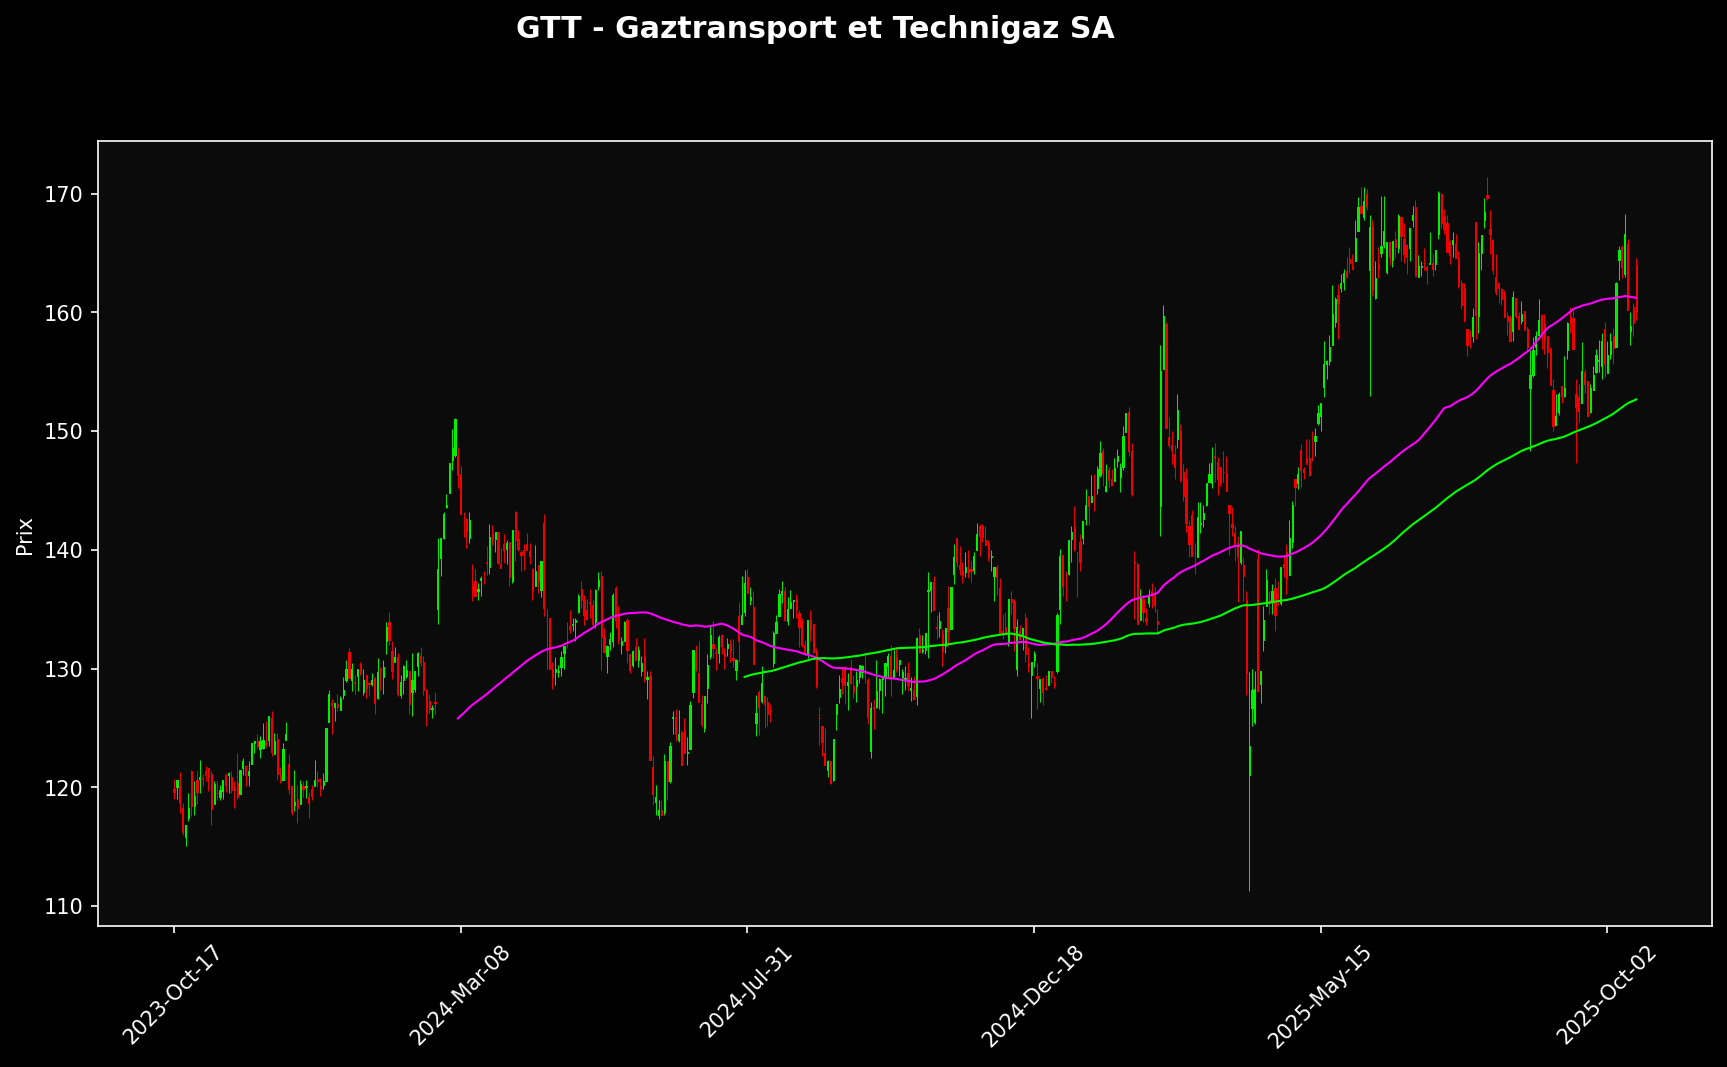 GTT - Gaztransport et Technigaz SA
170
160
150
140
130
120
110
Prix
2023-Oct-17
2024-Mar-08
2024-Jul-31
2024-Dec-18
2025-May-15
2025-Oct-02